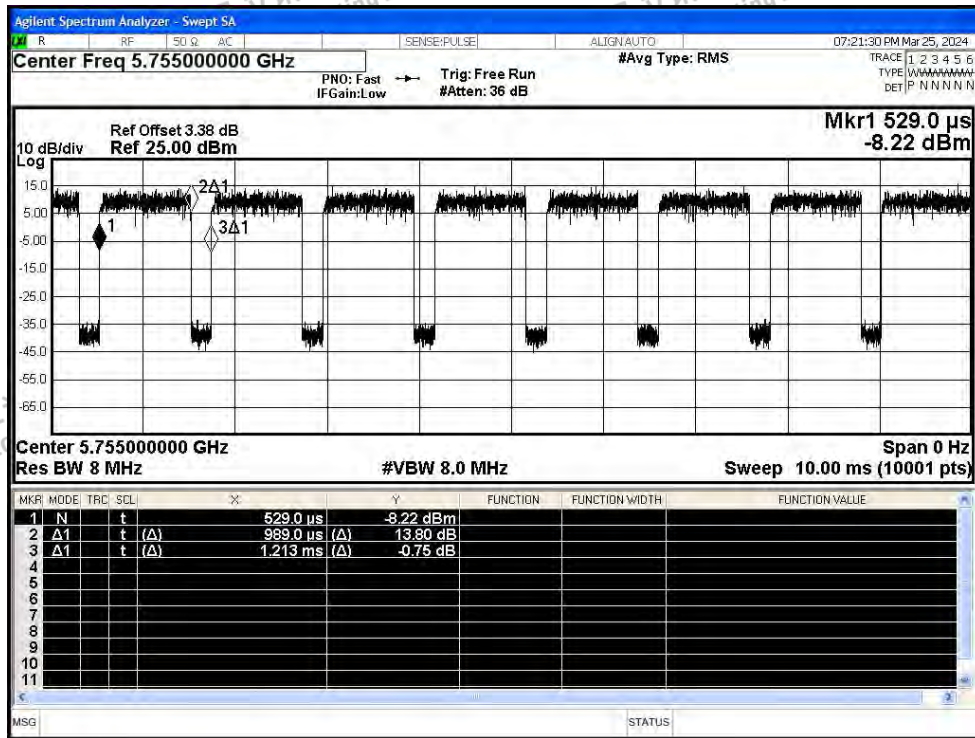 Agilent Spectrum Analyzer - Swept SA
LXI R RF 50 Ω AC SENSE:PULSE ALIGN AUTO 07:21:30 PM Mar 25, 2024
Center Freq 5.755000000 GHz #Avg Type: RMS TRACE 1 2 3 4 5 6
PNO: Fast Trig: Free Run TYPE WWWWWW
IFGain:Low #Atten: 36 dB DET P N N N N N
Mkr1 529.0 µs
Ref Offset 3.38 dB
10 dB/div Ref 25.00 dBm -8.22 dBm
Log
15.0
2Δ1
5.00
1
3Δ1
-5.00
-15.0
-25.0
-35.0
-45.0
-55.0
-65.0
Center 5.755000000 GHz Span 0 Hz
Res BW 8 MHz #VBW 8.0 MHz Sweep 10.00 ms (10001 pts)
MKR MODE TRC SCL X Y FUNCTION FUNCTION WIDTH FUNCTION VALUE
1 N t 529.0 µs -8.22 dBm
2 Δ1 t (Δ) 989.0 µs (Δ) 13.80 dB
3 Δ1 t (Δ) 1.213 ms (Δ) -0.75 dB
4
5
6
7
8
9
10
11
MSG STATUS